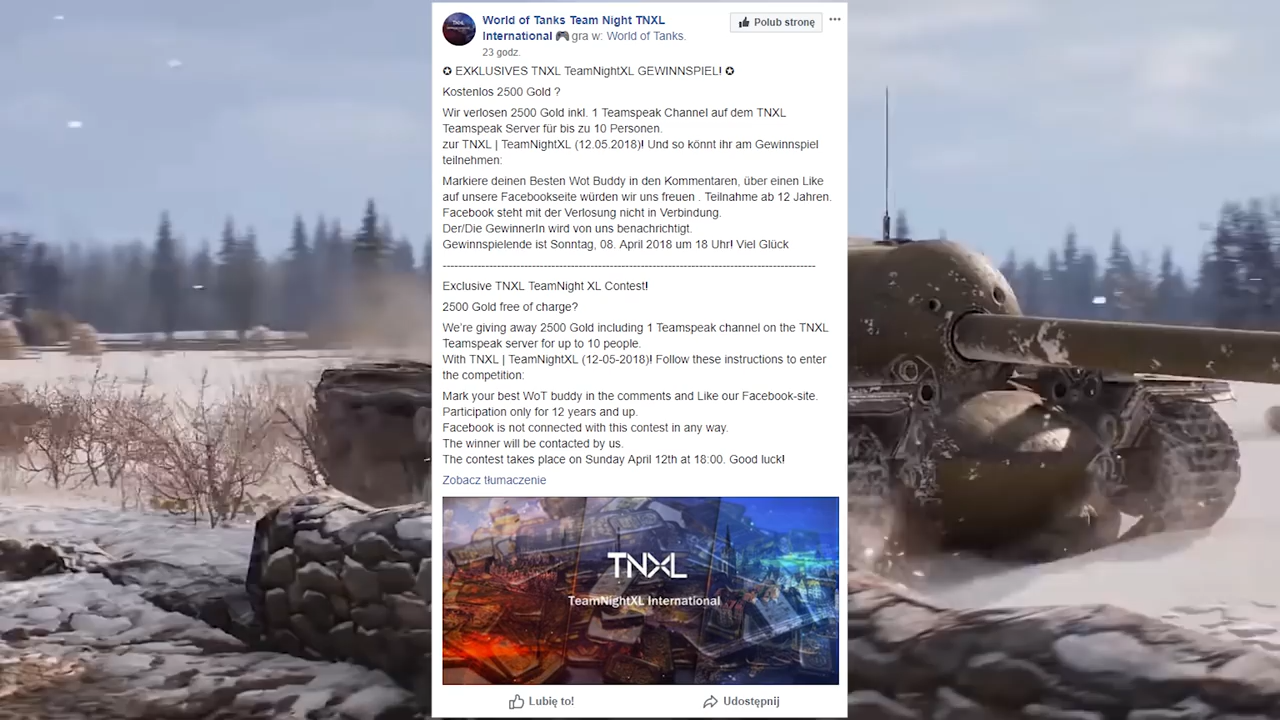 World of Tanks Team Night TNXL
International 🎮 gra w: World of Tanks.
Polub stronę
23 godz.
✪ EXKLUSIVES TNXL TeamNightXL GEWINNSPIEL! ✪
Kostenlos 2500 Gold ?
Wir verlosen 2500 Gold inkl. 1 Teamspeak Channel auf dem TNXL
Teamspeak Server für bis zu 10 Personen.
zur TNXL | TeamNightXL (12.05.2018)! Und so könnt ihr am Gewinnspiel
teilnehmen:
Markiere deinen Besten Wot Buddy in den Kommentaren, über einen Like
auf unsere Facebookseite würden wir uns freuen . Teilnahme ab 12 Jahren.
Facebook steht mit der Verlosung nicht in Verbindung.
Der/Die GewinnerIn wird von uns benachrichtigt.
Gewinnspielende ist Sonntag, 08. April 2018 um 18 Uhr! Viel Glück
---------------------------------------------------------------------------------------------
Exclusive TNXL TeamNight XL Contest!
2500 Gold free of charge?
We're giving away 2500 Gold including 1 Teamspeak channel on the TNXL
Teamspeak server for up to 10 people.
With TNXL | TeamNightXL (12-05-2018)! Follow these instructions to enter
the competition:
Mark your best WoT buddy in the comments and Like our Facebook-site.
Participation only for 12 years and up.
Facebook is not connected with this contest in any way.
The winner will be contacted by us.
The contest takes place on Sunday April 12th at 18:00. Good luck!
Zobacz tłumaczenie
TNXL
TeamNightXL International
Lubię to!
Udostępnij